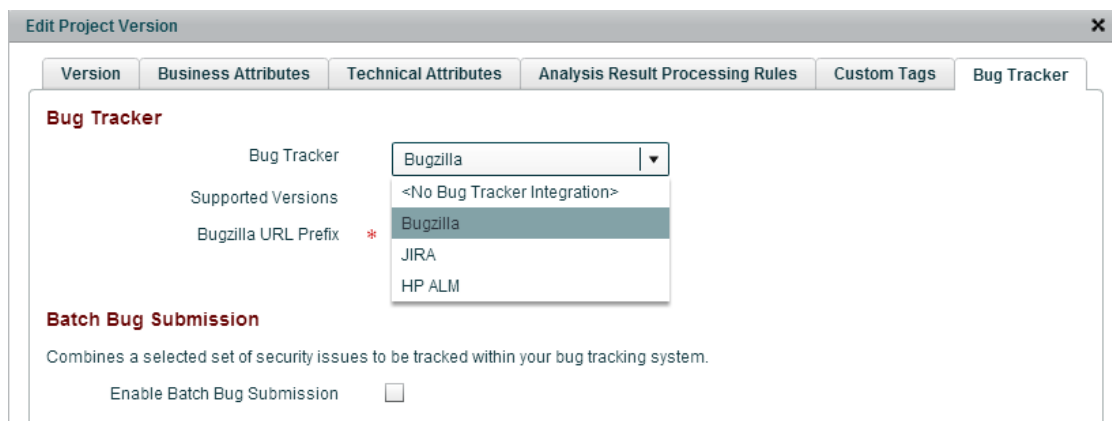 Edit Project Version
Version Business Attributes Technical Attributes Analysis Result Processing Rules Custom Tags Bug Tracker
Bug Tracker
Bug Tracker Bugzilla
Supported Versions <No Bug Tracker Integration>
Bugzilla
Bugzilla URL Prefix *
JIRA
HP ALM
Batch Bug Submission
Combines a selected set of security issues to be tracked within your bug tracking system.
Enable Batch Bug Submission